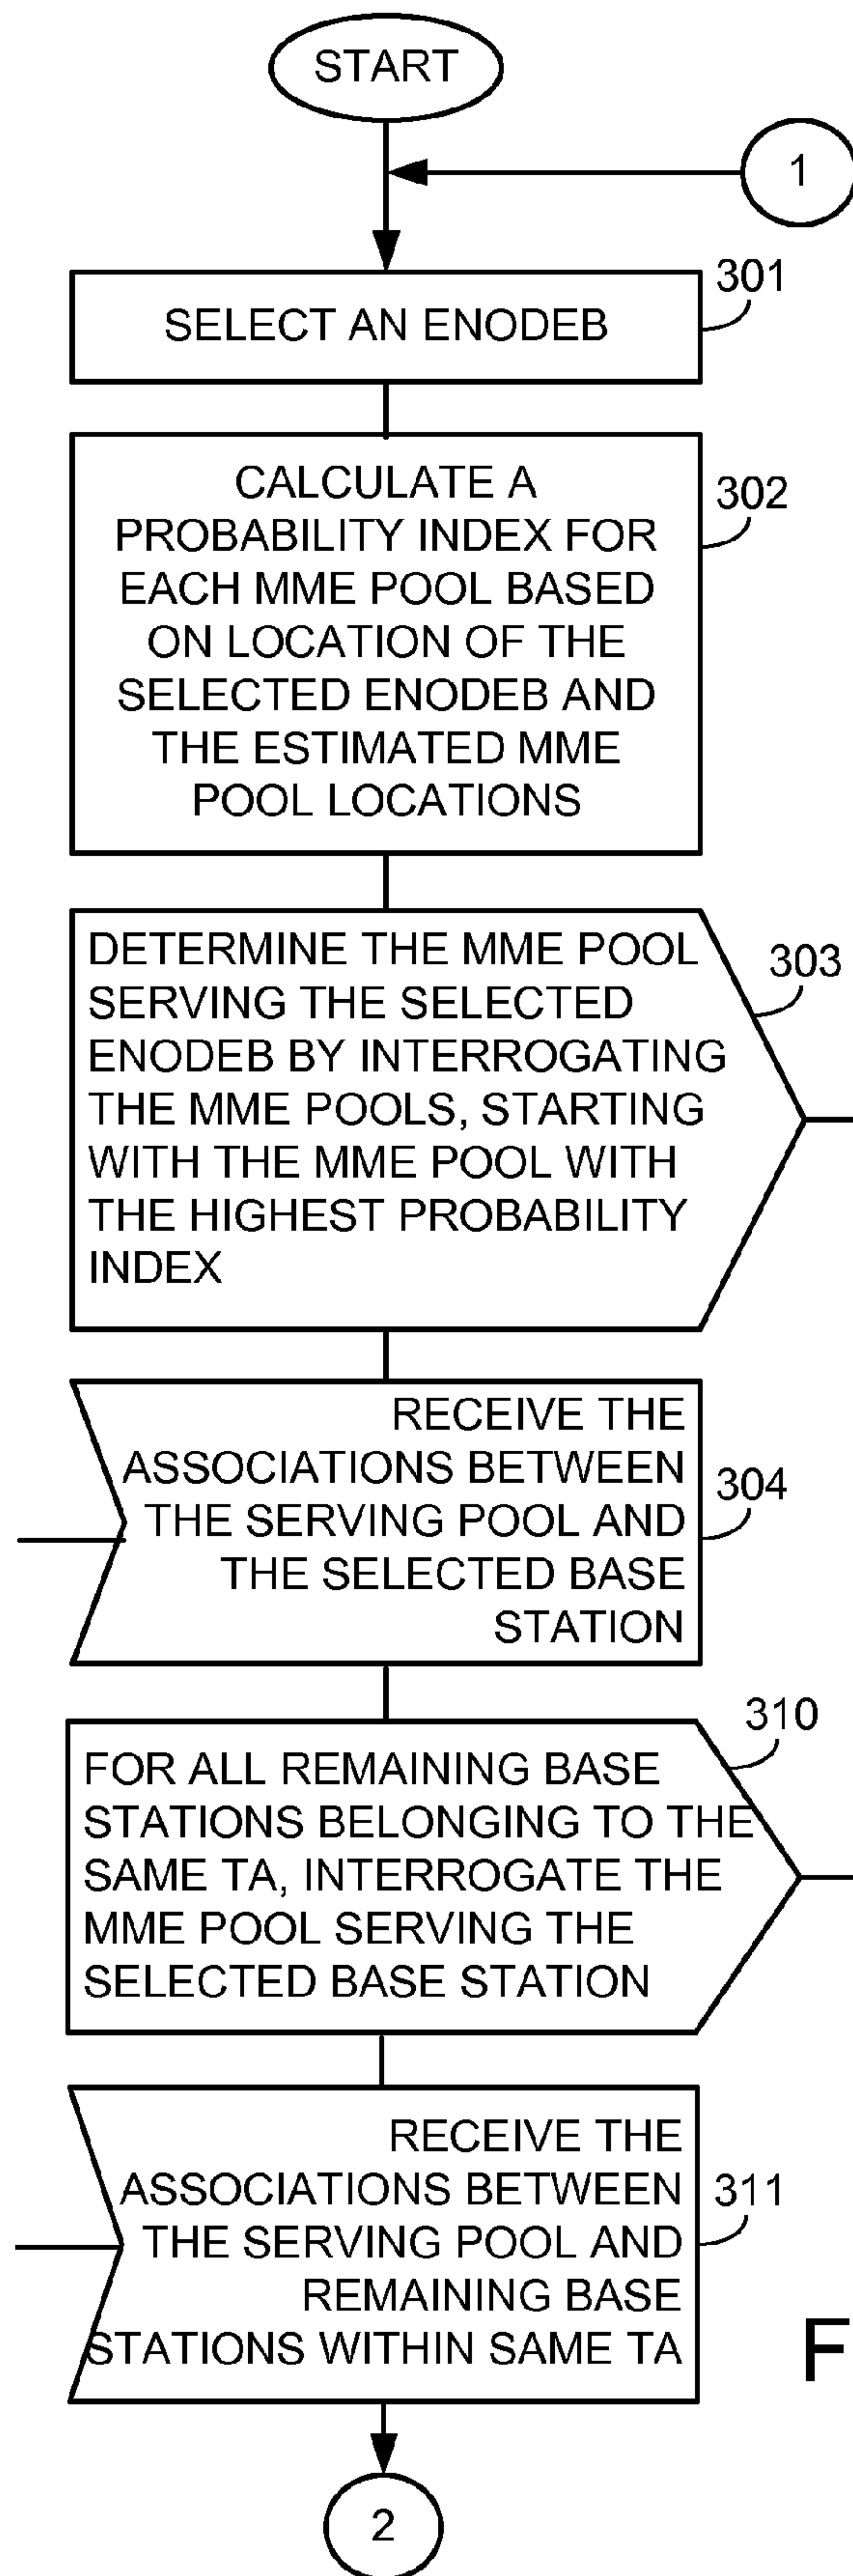 START
1
301
SELECT AN ENODEB
302
CALCULATE A
PROBABILITY INDEX FOR
EACH MME POOL BASED
ON LOCATION OF THE
SELECTED ENODEB AND
THE ESTIMATED MME
POOL LOCATIONS
303
DETERMINE THE MME POOL
SERVING THE SELECTED
ENODEB BY INTERROGATING
THE MME POOLS, STARTING
WITH THE MME POOL WITH
THE HIGHEST PROBABILITY
INDEX
304
RECEIVE THE
ASSOCIATIONS BETWEEN
THE SERVING POOL AND
THE SELECTED BASE
STATION
310
FOR ALL REMAINING BASE
STATIONS BELONGING TO THE
SAME TA, INTERROGATE THE
MME POOL SERVING THE
SELECTED BASE STATION
311
RECEIVE THE
ASSOCIATIONS BETWEEN
THE SERVING POOL AND
REMAINING BASE
STATIONS WITHIN SAME TA
F
2